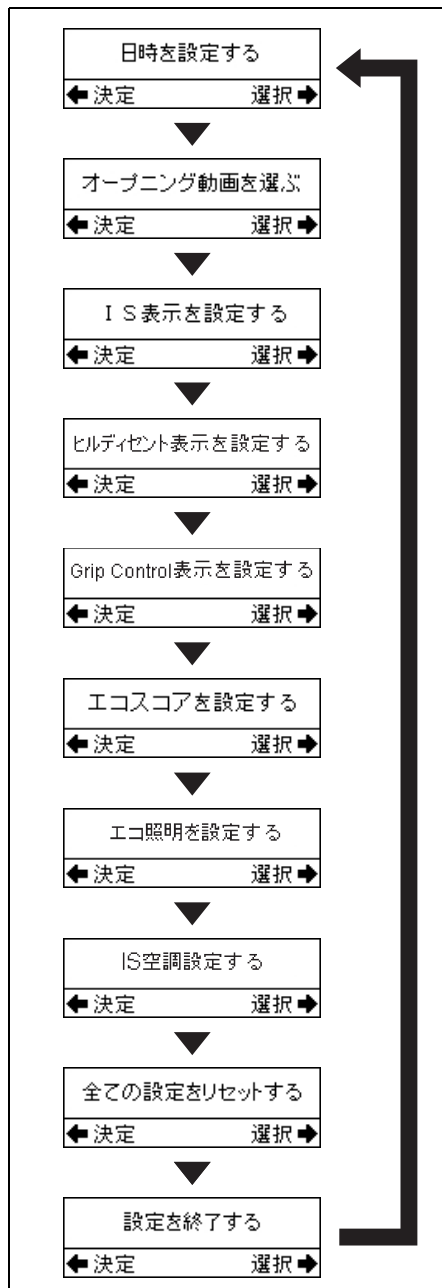 日時を設定する
←決定 選択→
オープニング動画を選ぶ
←決定 選択→
ＩＳ表示を設定する
←決定 選択→
ﾋﾙﾃﾞｨｾﾝﾄ表示を設定する
←決定 選択→
Grip Control表示を設定する
←決定 選択→
エコスコアを設定する
←決定 選択→
エコ照明を設定する
←決定 選択→
IS空調設定する
←決定 選択→
全ての設定をリセットする
←決定 選択→
設定を終了する
←決定 選択→